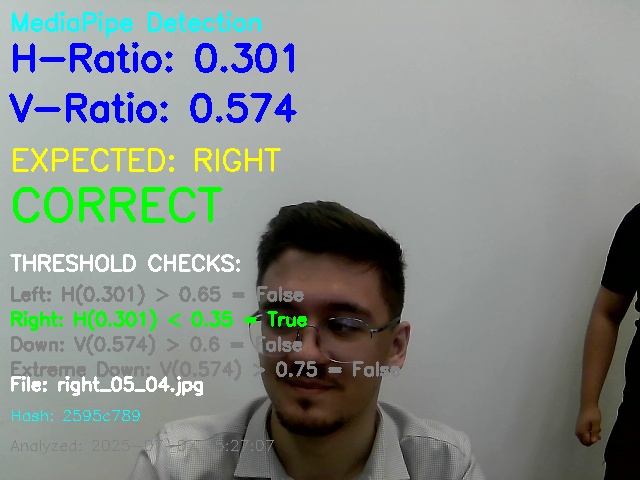 MediaPipe Detection
H-Ratio: 0.301
V-Ratio: 0.574
EXPECTED: RIGHT
CORRECT
THRESHOLD CHECKS:
Left: H(0.301) > 0.65 = False
Right: H(0.301) < 0.35 = True
Down: V(0.574) > 0.6 = False
Extreme Down: V(0.574) > 0.75 = False
File: right_05_04.jpg
Hash: 2595c789
Analyzed: